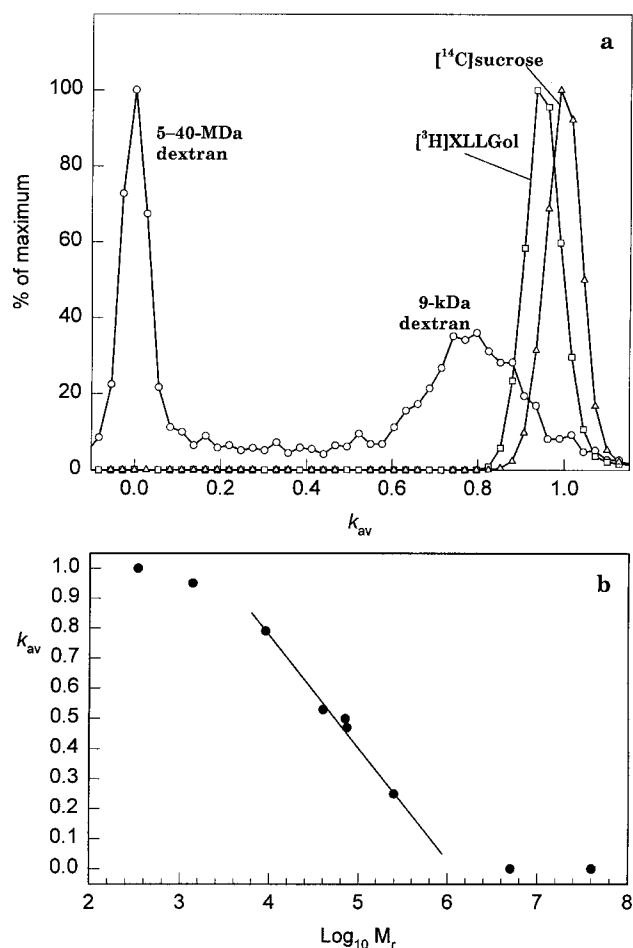 a
[¹⁴C]sucrose
100
5–40-MDa
dextran
[³H]XLLGol
80
60
% of maximum
9-kDa
dextran
40
20
0
0.0 0.2 0.4 0.6 0.8 1.0
kav
b
1.0
0.9
0.8
0.7
kav
0.6
0.5
0.4
0.3
0.2
0.1
0.0
2 3 4 5 6 7 8
Log₁₀ Mᵣ